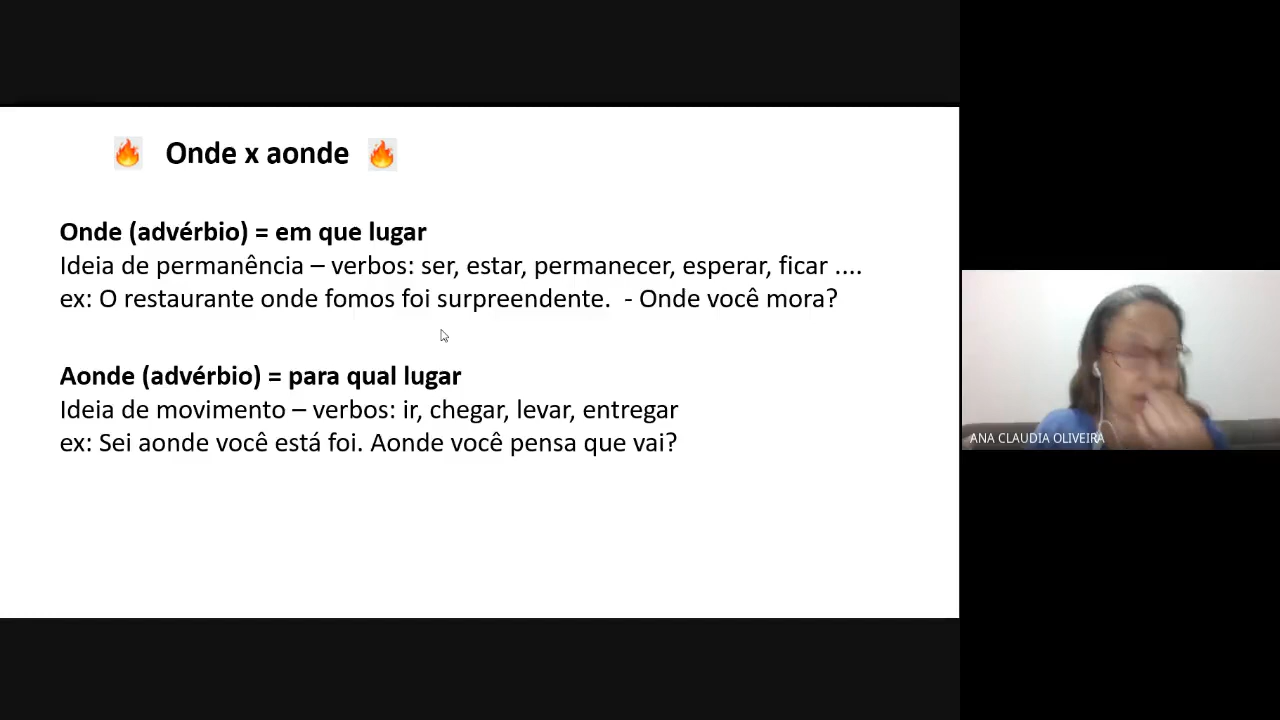 Onde x aonde
Onde (advérbio) = em que lugar
Ideia de permanência – verbos: ser, estar, permanecer, esperar, ficar ....
ex: O restaurante onde fomos foi surpreendente.  - Onde você mora?
Aonde (advérbio) = para qual lugar
Ideia de movimento – verbos: ir, chegar, levar, entregar
ex: Sei aonde você está foi. Aonde você pensa que vai?
ANA CLAUDIA OLIVEIRA